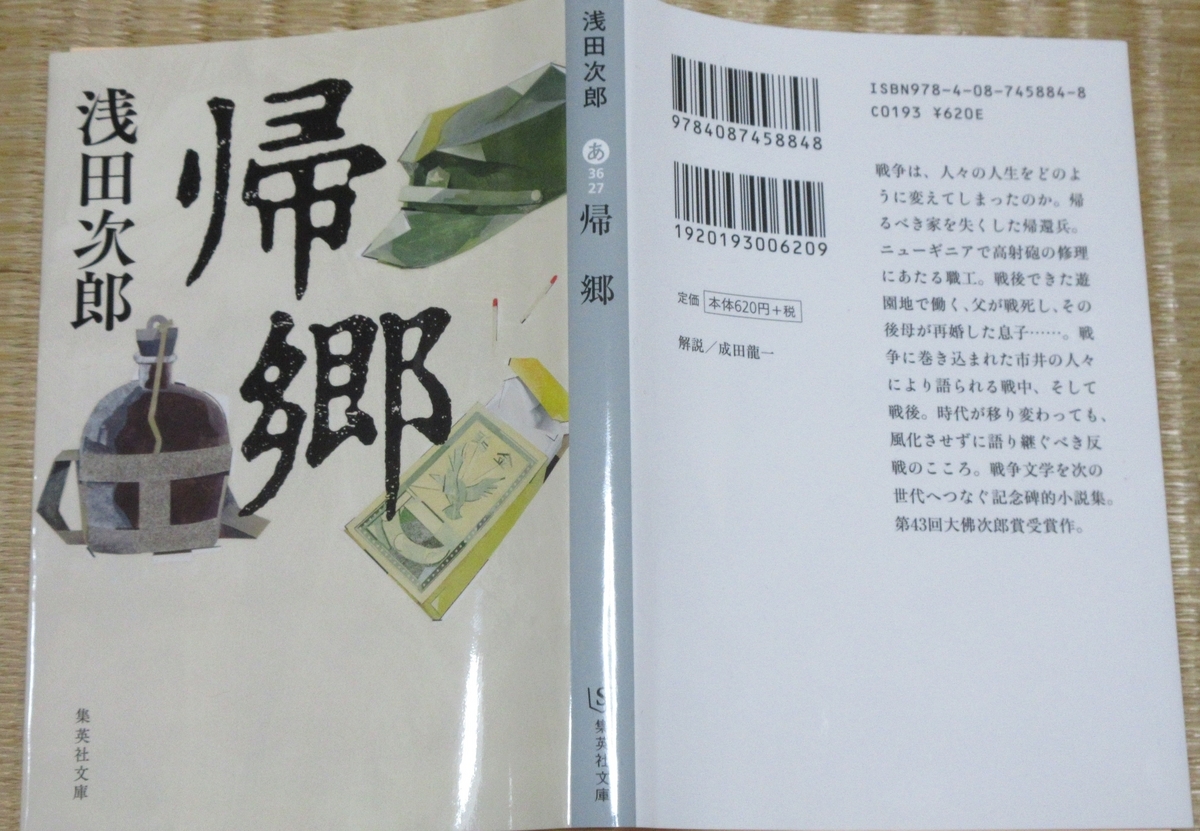 浅田次郎
帰郷
集英社文庫
浅田次郎
あ
36
27
帰郷
S
集英社文庫
9784087458848
1920193006209
ISBN978-4-08-745884-8
C0193 ¥620E
定価 本体620円+税
解説/成田龍一
戦争は、人々の人生をどのよ
うに変えてしまったのか。帰
るべき家を失くした帰還兵。
ニューギニアで高射砲の修理
にあたる職工。戦後できた遊
園地で働く、父が戦死し、その
後母が再婚した息子……。戦
争に巻き込まれた市井の人々
により語られる戦中、そして
戦後。時代が移り変わっても、
風化させずに語り継ぐべき反
戦のこころ。戦争文学を次の
世代へつなぐ記念碑的小説集。
第43回大佛次郎賞受賞作。